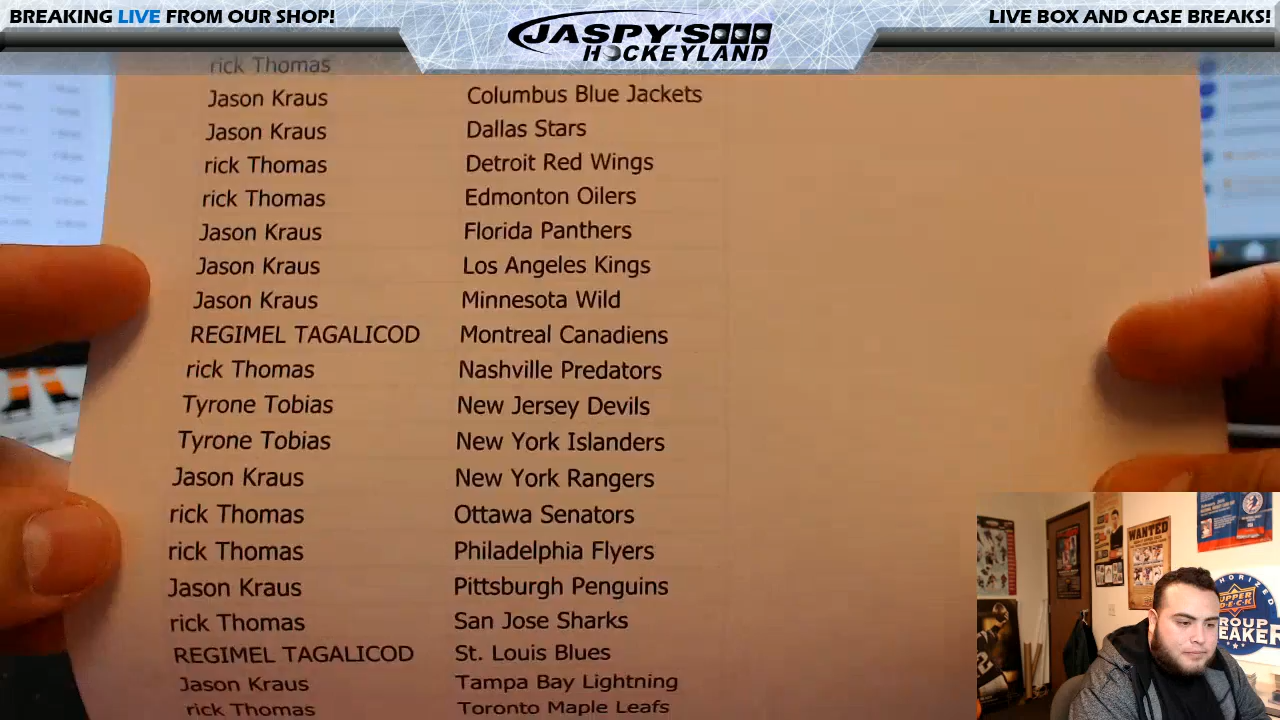 BREAKING LIVE FROM OUR SHOP!
JASPY'S
HOCKEYLAND
LIVE BOX AND CASE BREAKS!
rick Thomas
Jason Kraus Columbus Blue Jackets
Jason Kraus Dallas Stars
rick Thomas Detroit Red Wings
rick Thomas Edmonton Oilers
Jason Kraus Florida Panthers
Jason Kraus Los Angeles Kings
Jason Kraus Minnesota Wild
REGIMEL TAGALICOD Montreal Canadiens
rick Thomas Nashville Predators
Tyrone Tobias New Jersey Devils
Tyrone Tobias New York Islanders
Jason Kraus New York Rangers
rick Thomas Ottawa Senators
rick Thomas Philadelphia Flyers
Jason Kraus Pittsburgh Penguins
rick Thomas San Jose Sharks
REGIMEL TAGALICOD St. Louis Blues
Jason Kraus Tampa Bay Lightning
rick Thomas Toronto Maple Leafs
WANTED
UPPER
DECK